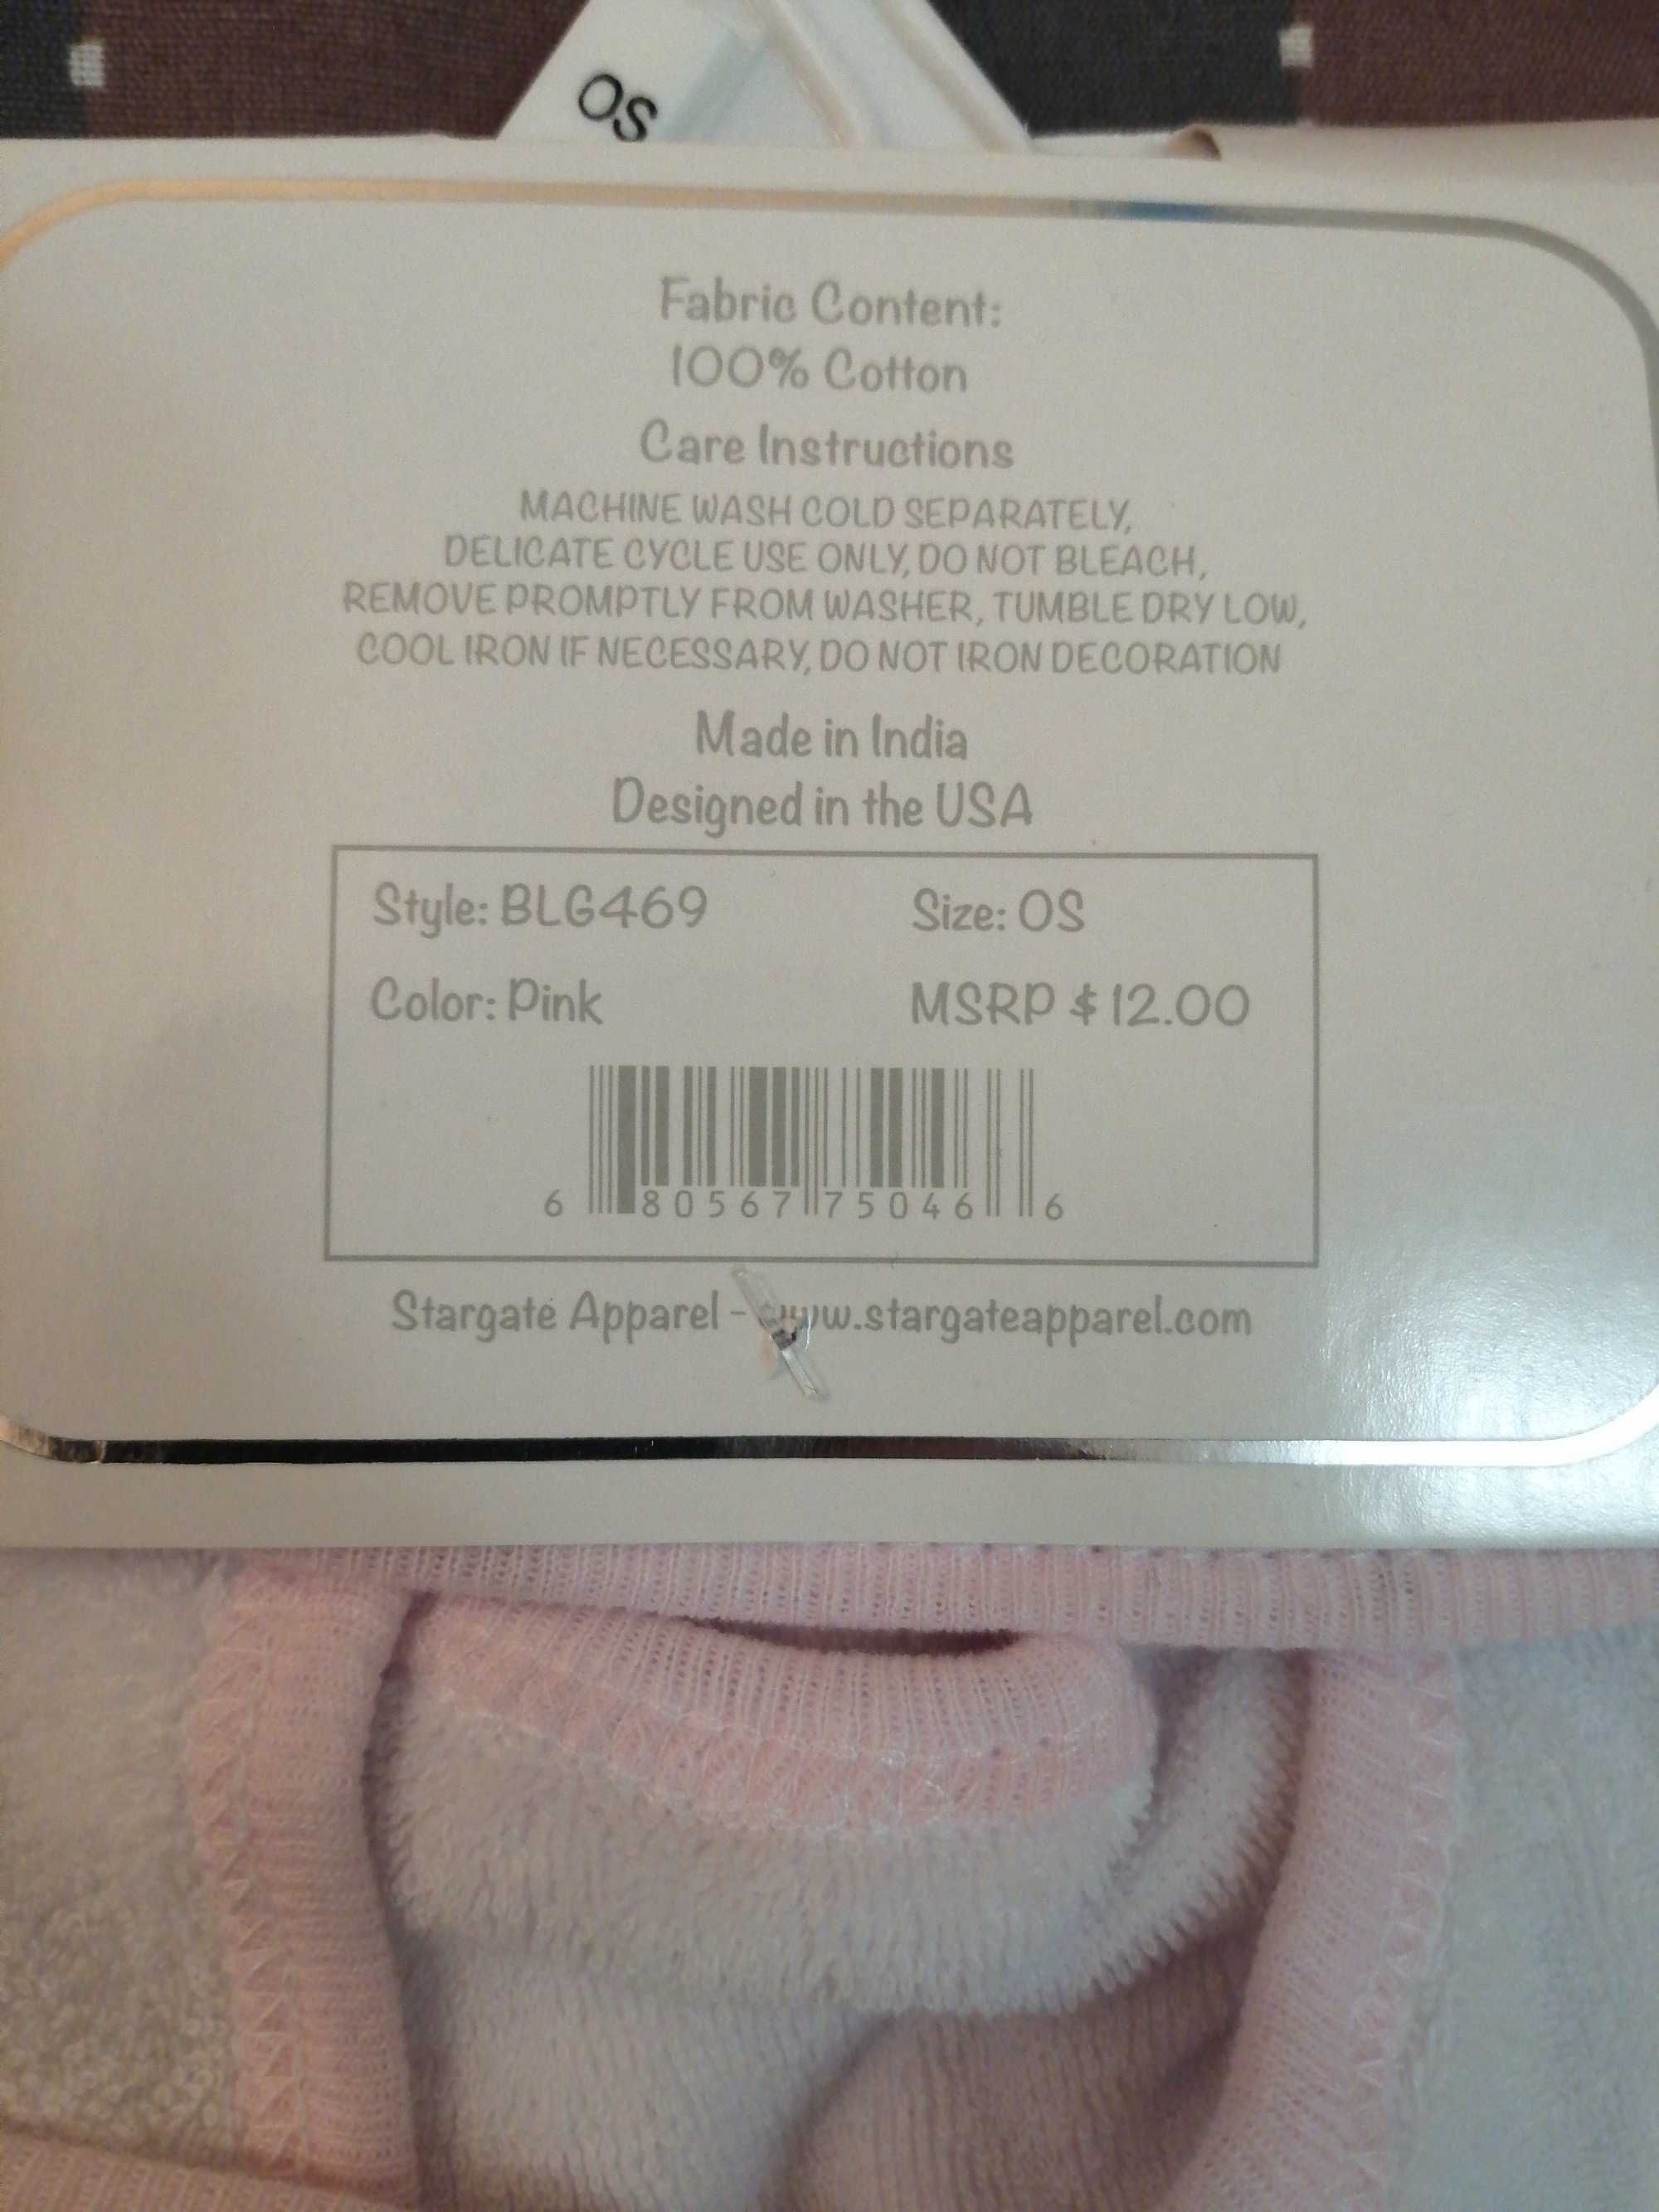 OS
Fabric Content:
100% Cotton
Care Instructions
MACHINE WASH COLD SEPARATELY,
DELICATE CYCLE USE ONLY, DO NOT BLEACH,
REMOVE PROMPTLY FROM WASHER, TUMBLE DRY LOW,
COOL IRON IF NECESSARY, DO NOT IRON DECORATION
Made in India
Designed in the USA
Style: BLG469 Size: OS
Color: Pink MSRP $12.00
6 80567 75046 6
Stargate Apparel - www.stargateapparel.com